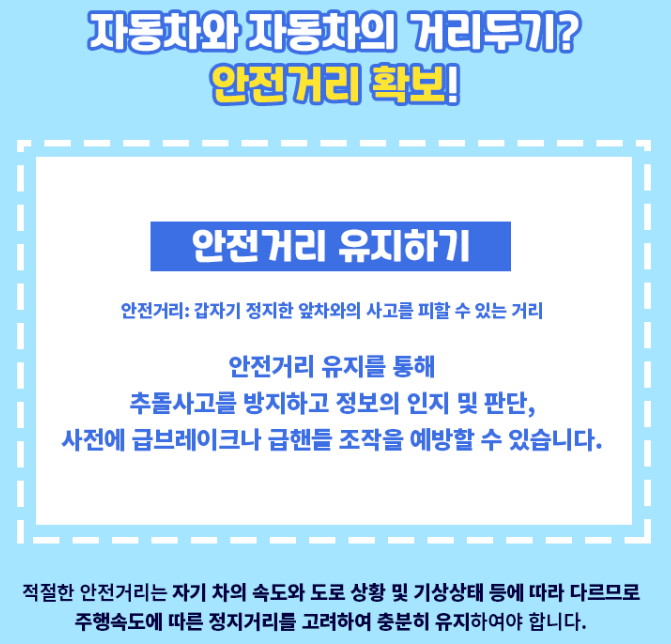 자동차와 자동차의 거리두기?
안전거리 확보!
안전거리 유지하기
안전거리: 갑자기 정지한 앞차와의 사고를 피할 수 있는 거리
안전거리 유지를 통해
추돌사고를 방지하고 정보의 인지 및 판단,
사전에 급브레이크나 급핸들 조작을 예방할 수 있습니다.
적절한 안전거리는 자기 차의 속도와 도로 상황 및 기상상태 등에 따라 다르므로
주행속도에 따른 정지거리를 고려하여 충분히 유지하여야 합니다.